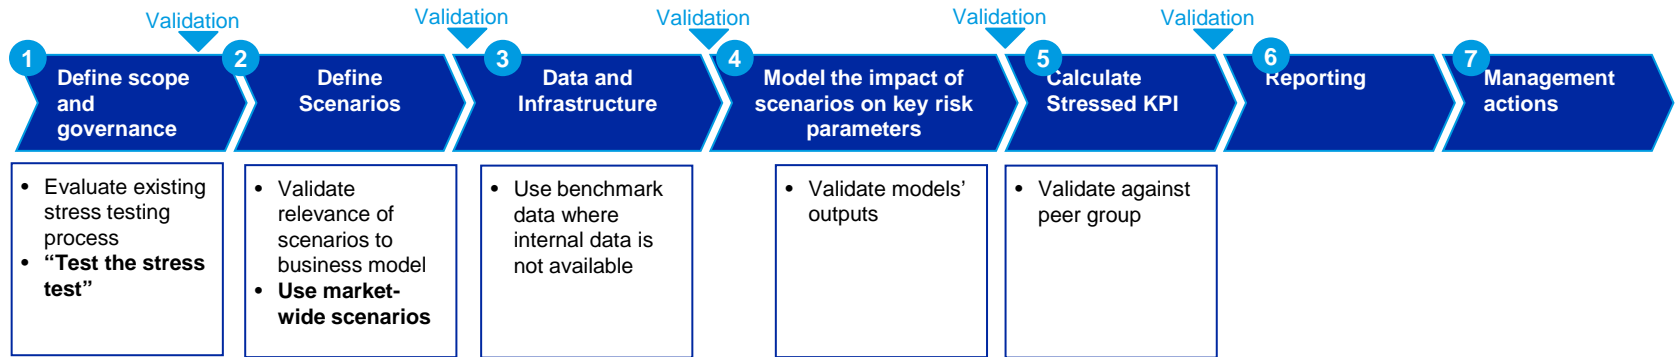 Validation
Validation
Validation
Validation
Validation
1
Define scope
and
governance
2
Define
Scenarios
3
Data and
Infrastructure
4
Model the impact of
scenarios on key risk
parameters
5
Calculate
Stressed KPI
6
Reporting
7
Management
actions
• Evaluate existing
stress testing
process
• “Test the stress
test”
• Validate
relevance of
scenarios to
business model
• Use market-
wide scenarios
• Use benchmark
data where
internal data is
not available
• Validate models’
outputs
• Validate against
peer group